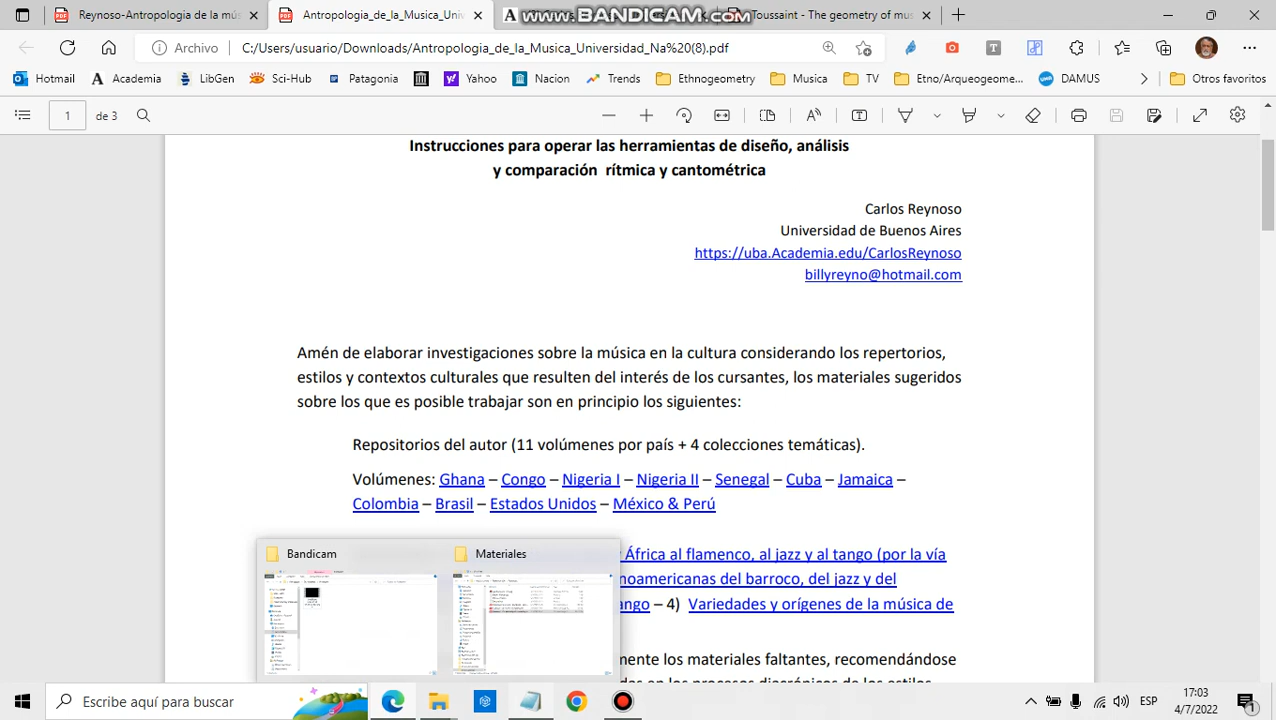 Reynoso-Antropologia de la mús
Antropologia_de_la_Musica_Unive
www.BANDICAM.com
Toussaint - The geometry of mus
Archivo
C:/Users/usuario/Downloads/Antropologia_de_la_Musica_Universidad_Na%20(8).pdf
Hotmail
Academia
LibGen
Sci-Hub
Patagonia
Yahoo
Nacion
Trends
Ethnogeometry
Musica
TV
Etno/Arqueogeome...
DAMUS
Otros favoritos
1 de 3
Instrucciones para operar las herramientas de diseño, análisis
y comparación rítmica y cantométrica
Carlos Reynoso
Universidad de Buenos Aires
https://uba.Academia.edu/CarlosReynoso
billyreyno@hotmail.com
Amén de elaborar investigaciones sobre la música en la cultura considerando los repertorios,
estilos y contextos culturales que resulten del interés de los cursantes, los materiales sugeridos
sobre los que es posible trabajar son en principio los siguientes:
Repositorios del autor (11 volúmenes por país + 4 colecciones temáticas).
Volúmenes: Ghana – Congo – Nigeria I – Nigeria II – Senegal – Cuba – Jamaica –
Colombia – Brasil – Estados Unidos – México & Perú
África al flamenco, al jazz y al tango (por la vía
noamericanas del barroco, del jazz y del
ango – 4) Variedades y orígenes de la música de
mente los materiales faltantes, recomendándose
Bandicam
Materiales
Escribe aquí para buscar
ESP
17:03
4/7/2022
1